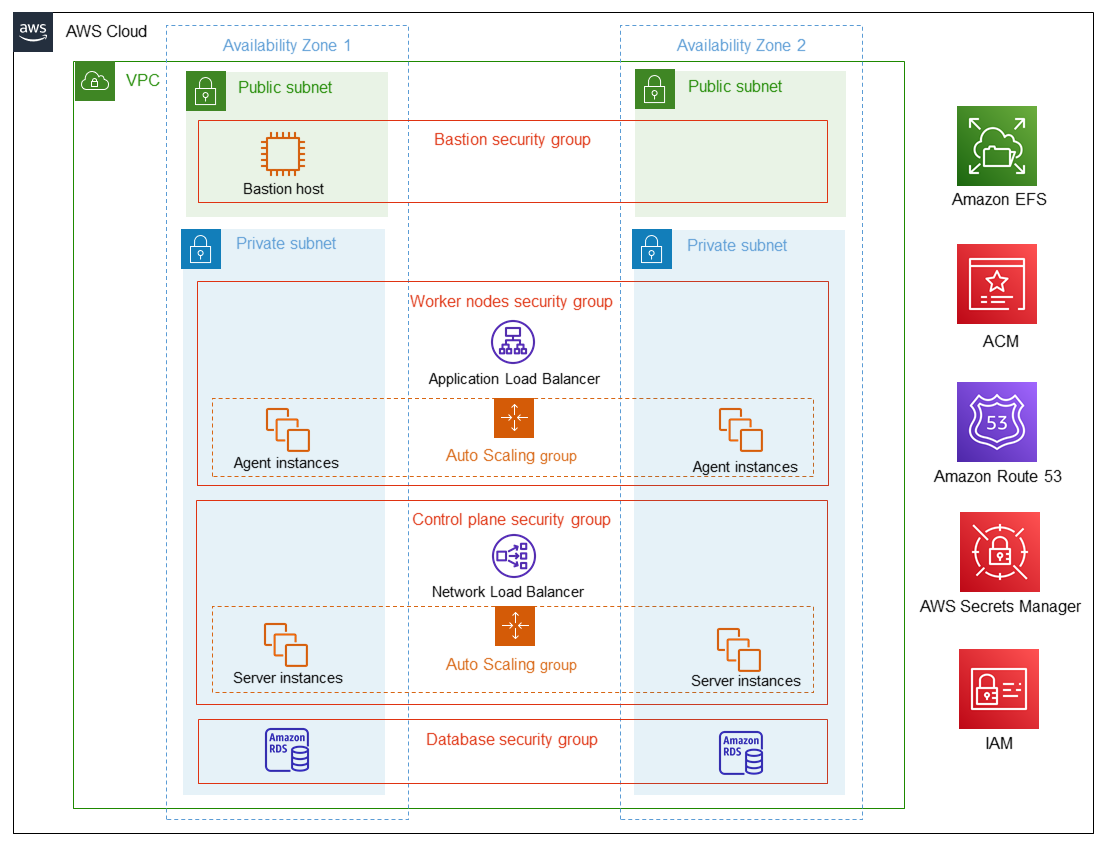 aws
AWS Cloud
Availability Zone 1
Availability Zone 2
VPC
Public subnet
Public subnet
Bastion security group
Bastion host
Amazon EFS
Private subnet
Private subnet
Worker nodes security group
ACM
Application Load Balancer
53
Auto Scaling group
Agent instances
Agent instances
Amazon Route 53
Control plane security group
Network Load Balancer
AWS Secrets Manager
Auto Scaling group
Server instances
Server instances
Database security group
Amazon
RDS
Amazon
RDS
IAM